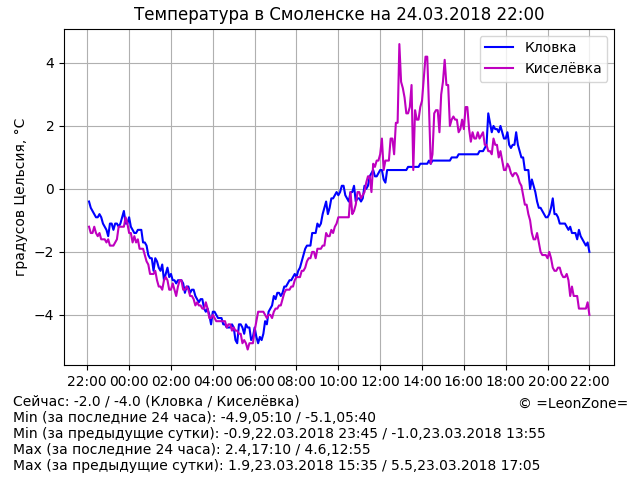 Температура в Смоленске на 24.03.2018 22:00
Кловка
Киселёвка
градусов Цельсия, °C
4
2
0
−2
−4
22:00 00:00 02:00 04:00 06:00 08:00 10:00 12:00 14:00 16:00 18:00 20:00 22:00
Сейчас: -2.0 / -4.0 (Кловка / Киселёвка)
© =LeonZone=
Min (за последние 24 часа): -4.9,05:10 / -5.1,05:40
Min (за предыдущие сутки): -0.9,22.03.2018 23:45 / -1.0,23.03.2018 13:55
Max (за последние 24 часа): 2.4,17:10 / 4.6,12:55
Max (за предыдущие сутки): 1.9,23.03.2018 15:35 / 5.5,23.03.2018 17:05